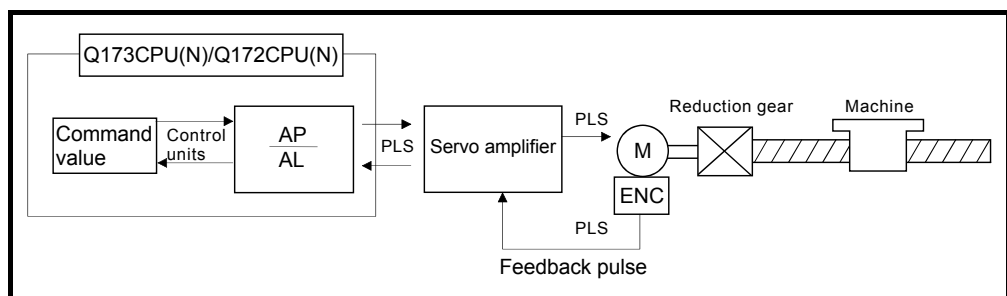 Q173CPU(N)/Q172CPU(N)
Command
value
Control
units
AP
AL
PLS
Servo amplifier
PLS
M
ENC
Reduction gear
Machine
PLS
Feedback pulse